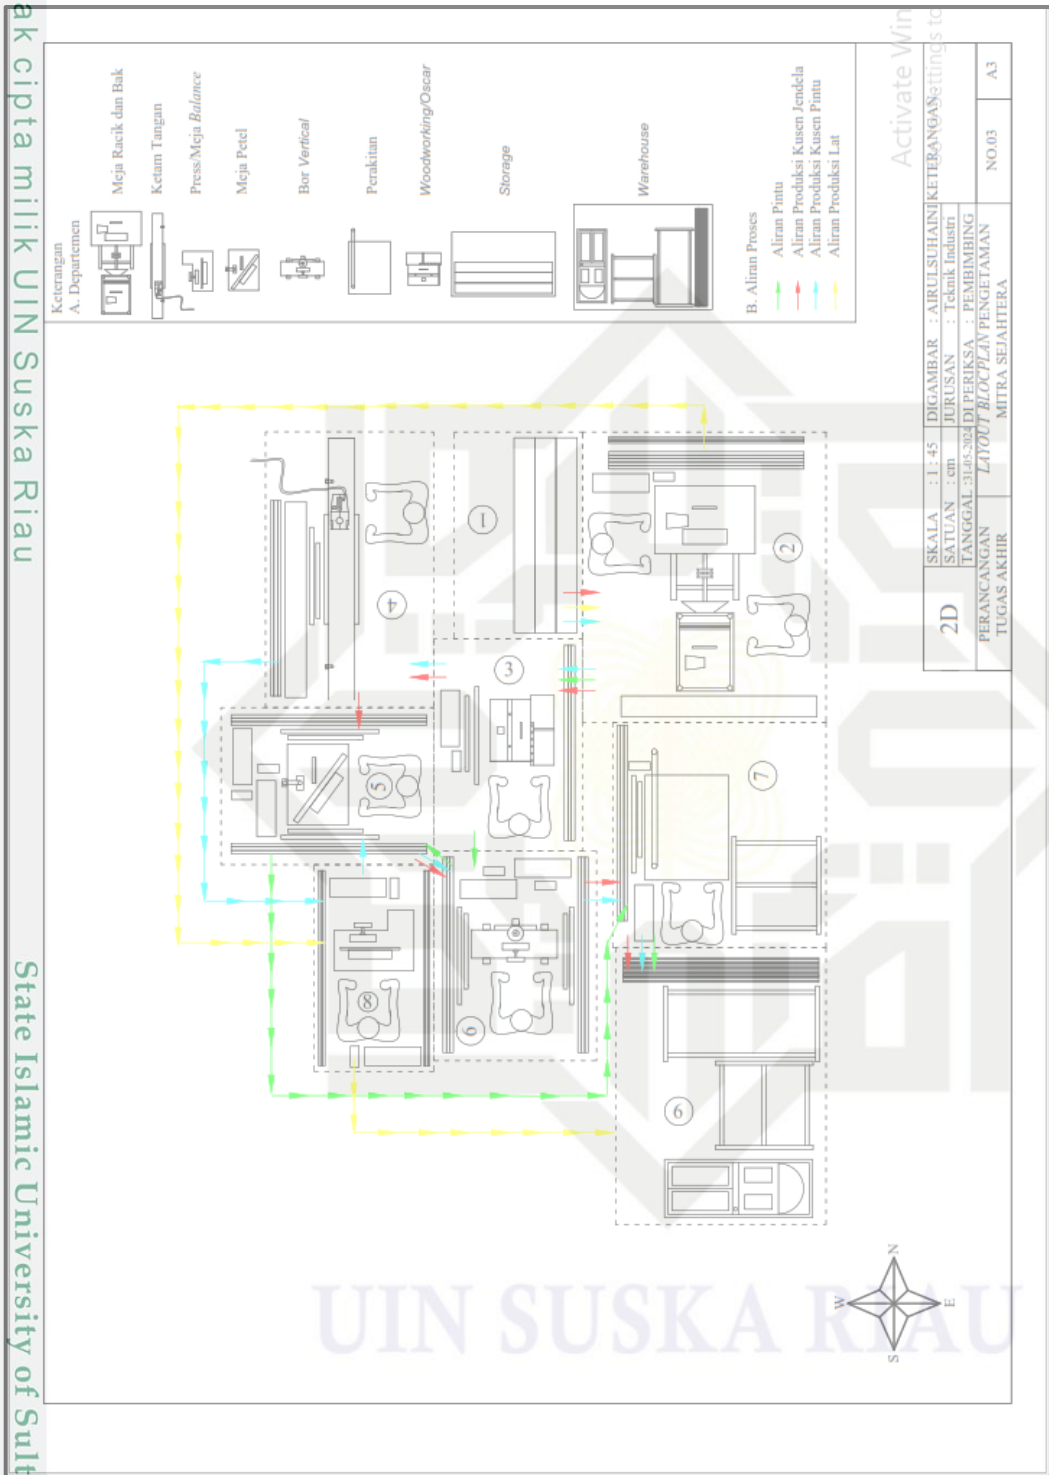 ak cipta milik UIN Suska Riau
State Islamic University of Sult
Keterangan
A. Departemen
Meja Racik dan Bak
Ketam Tangan
Press/Meja Balance
Meja Petel
Bor Vertical
Perakitan
Woodworking/Oscar
Storage
Warehouse
B. Aliran Proses
Aliran Pintu
Aliran Produksi Kusen Jendela
Aliran Produksi Kusen Pintu
Aliran Produksi Lat
1
2
3
4
5
6
7
8
9
2D
SKALA : 1 : 45
SATUAN : cm
TANGGAL :31-05-2024
DIGAMBAR : AIRULSUHAINI
JURUSAN : Teknik Industri
DI PERIKSA : PEMBIMBING
KETERANGAN:
PERANCANGAN
TUGAS AKHIR
LAYOUT BLOCPLAN PENGETAMAN
MITRA SEJAHTERA
NO.03
A3
Activate Win
Settings to
N
E
S
W
UIN SUSKA RIAU